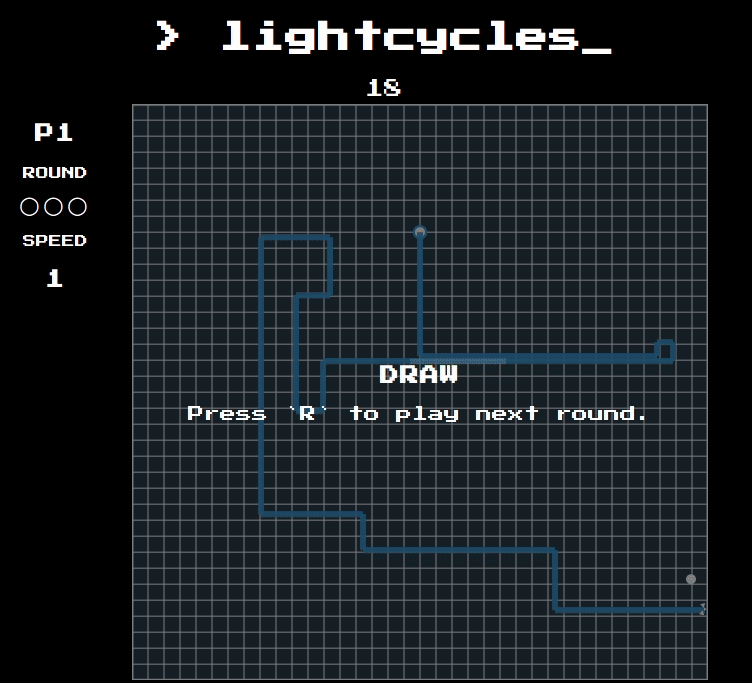 > lightcycles_
18
P1
ROUND
SPEED
1
DRAW
Press `R` to play next round.